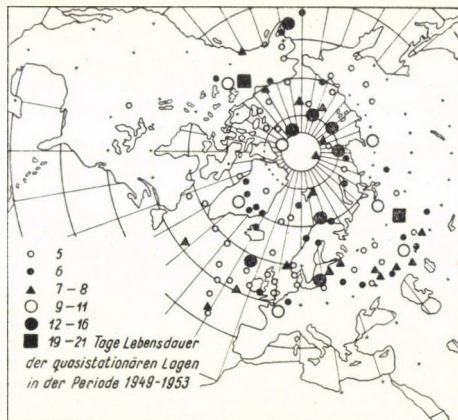 5
6
7 – 8
9 – 11
12 – 16
19 – 21 Tage Lebensdauer
der quasistationären Lagen
in der Periode 1949-1953